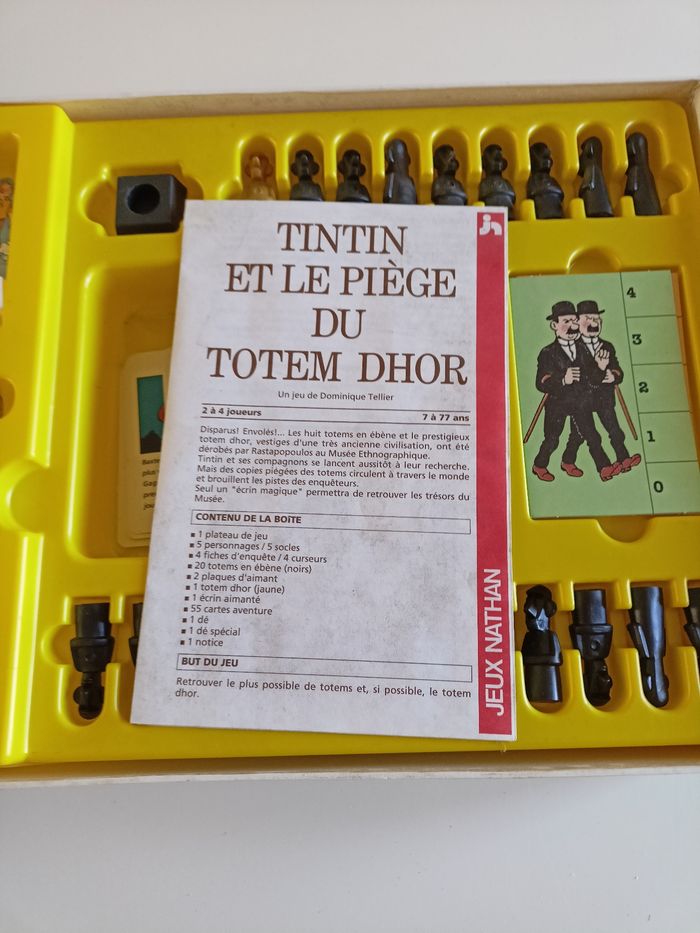 TINTIN
ET LE PIÈGE
DU
TOTEM DHOR
Un jeu de Dominique Tellier
2 à 4 joueurs 7 à 77 ans
Disparus! Envolés!... Les huit totems en ébène et le prestigieux
totem dhor, vestiges d'une très ancienne civilisation, ont été
dérobés par Rastapopoulos au Musée Ethnographique.
Tintin et ses compagnons se lancent aussitôt à leur recherche.
Mais des copies piégées des totems circulent à travers le monde
et brouillent les pistes des enquêteurs.
Seul un "écrin magique" permettra de retrouver les trésors du
Musée.
CONTENU DE LA BOÎTE
▪ 1 plateau de jeu
▪ 5 personnages / 5 socles
▪ 4 fiches d'enquête / 4 curseurs
▪ 20 totems en ébène (noirs)
▪ 2 plaques d'aimant
▪ 1 totem dhor (jaune)
▪ 1 écrin aimanté
▪ 55 cartes aventure
▪ 1 dé
▪ 1 dé spécial
▪ 1 notice
BUT DU JEU
Retrouver le plus possible de totems et, si possible, le totem
dhor.
jn
JEUX NATHAN
4
3
2
1
0
plus
Gag